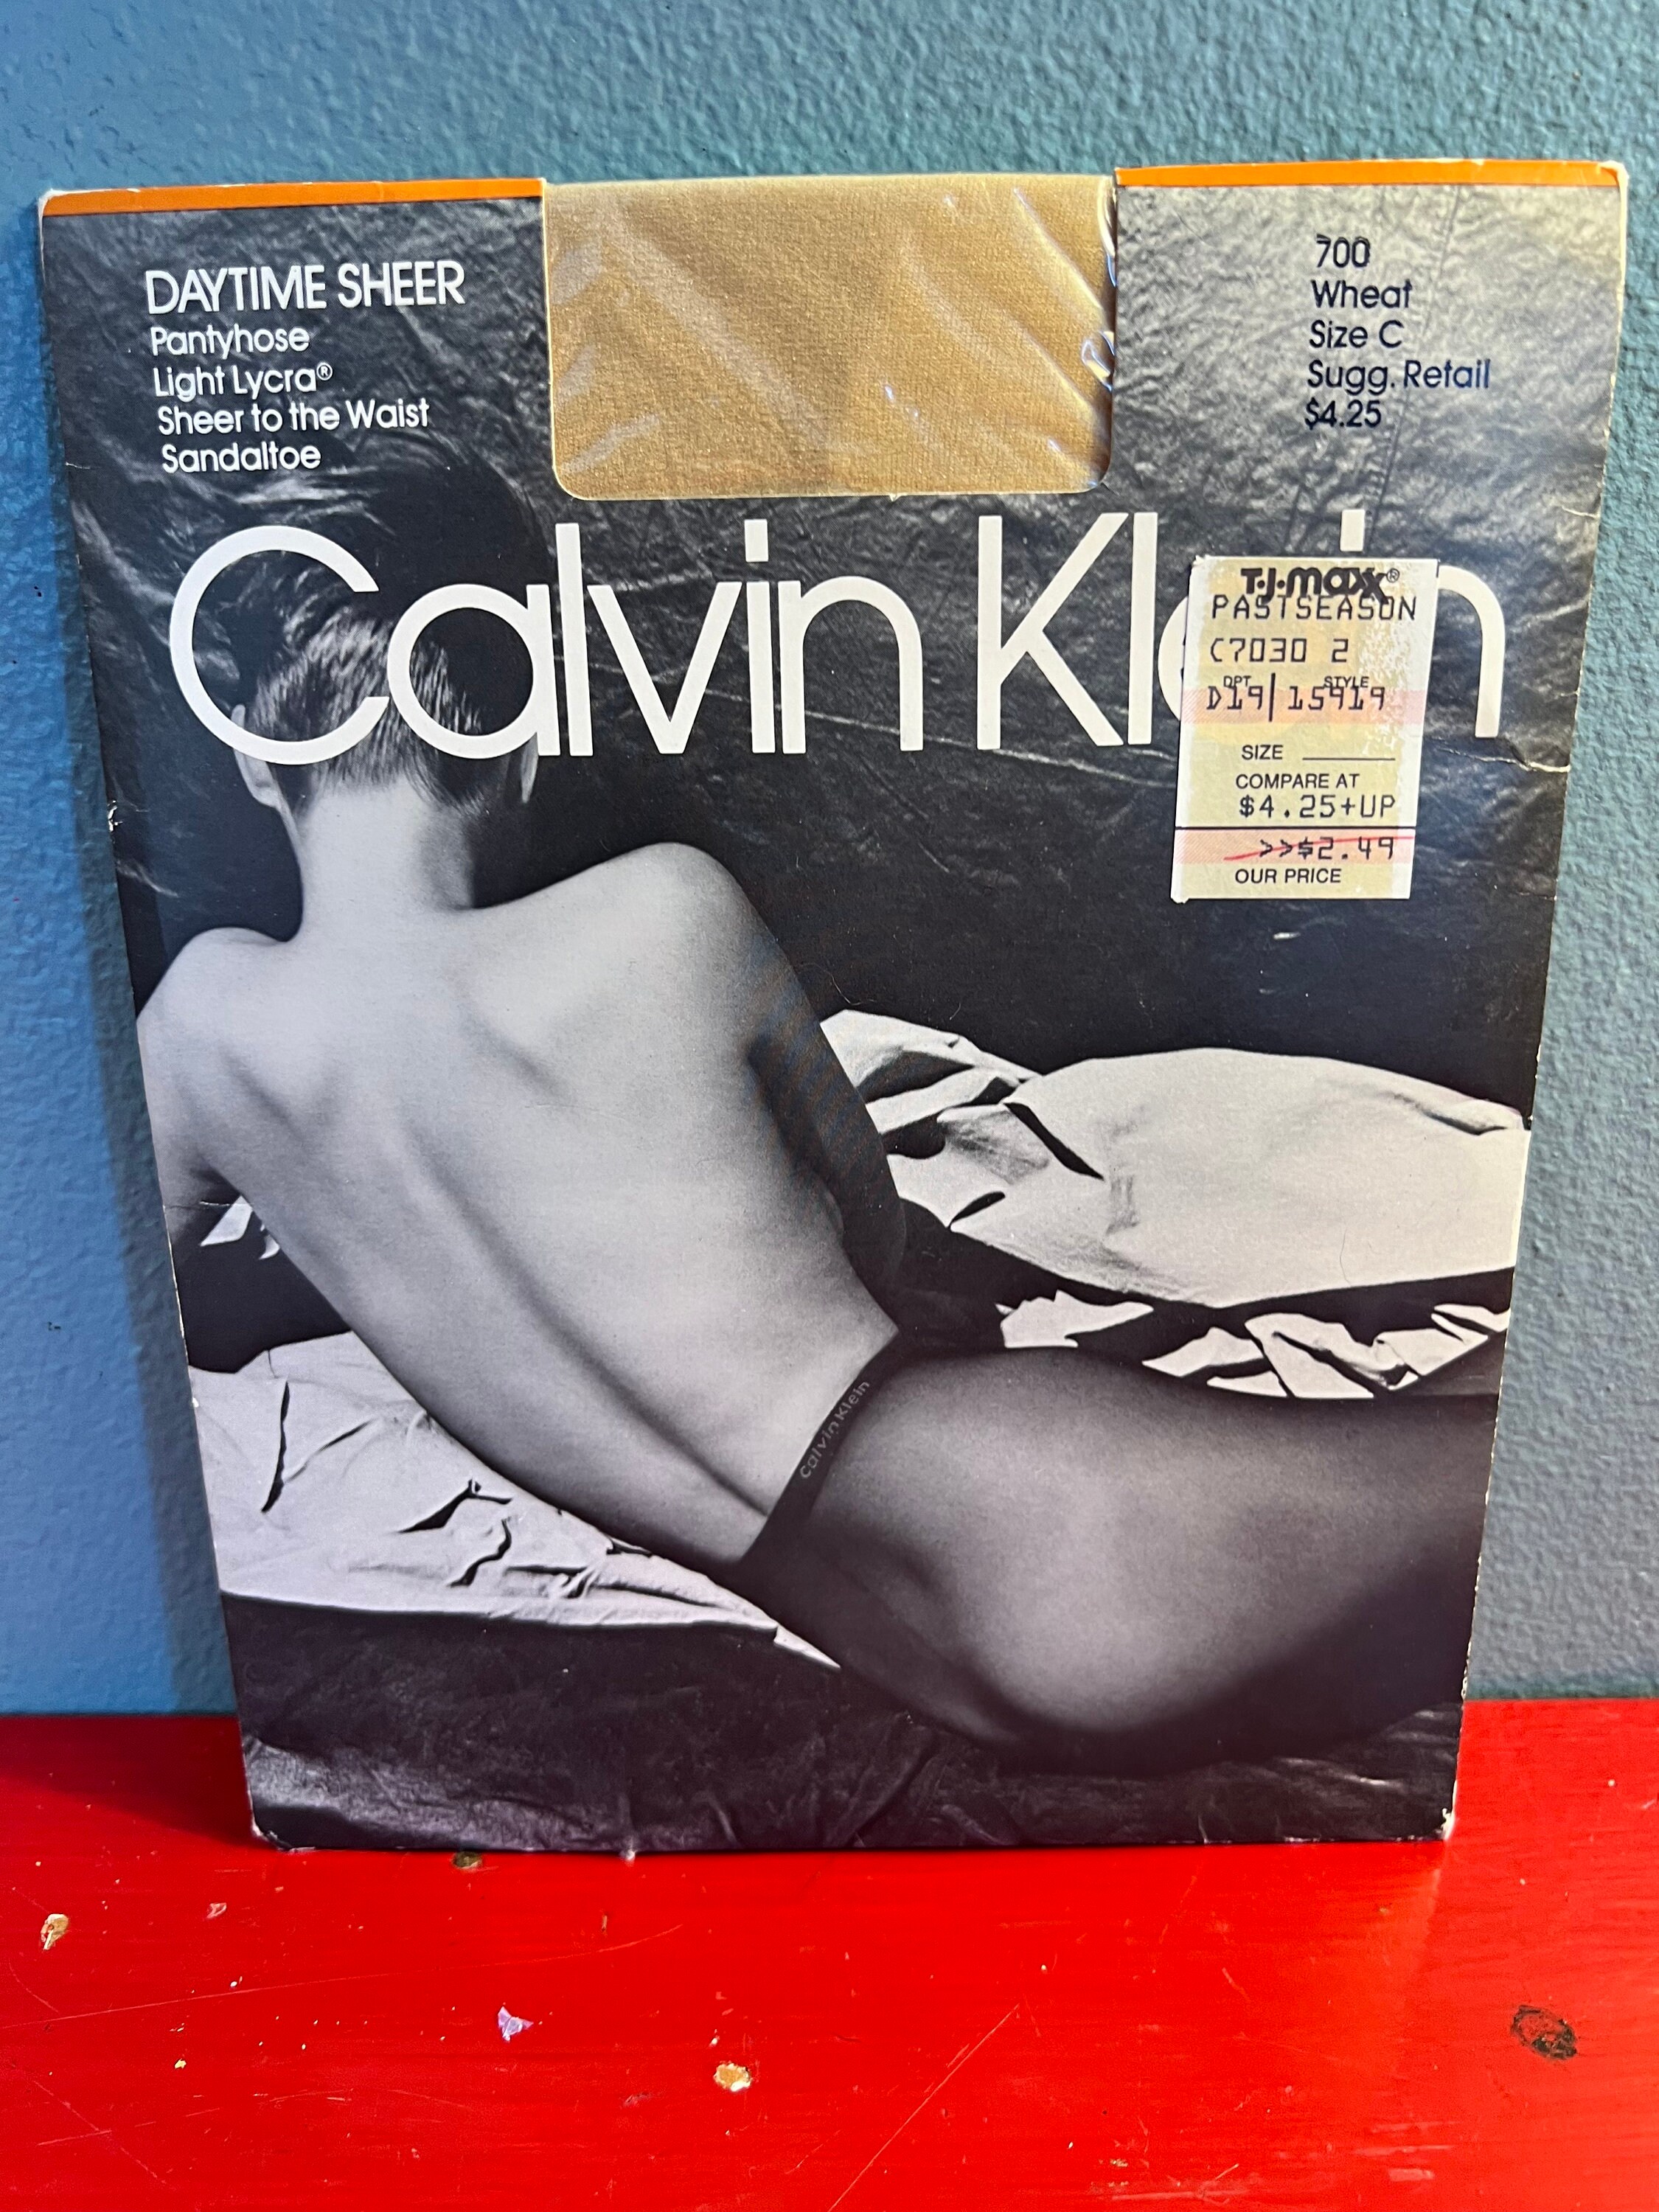 DAYTIME SHEER
Pantyhose
Light Lycra®
Sheer to the Waist
Sandaltoe
700
Wheat
Size C
Sugg. Retail
$4.25
Calvin Klein
T·J·maxx®
PASTSEASON
C7030 2
DPT STYLE
D19 | 15919
SIZE
COMPARE AT
$4.25+UP
>>$2.49
OUR PRICE
Calvin Klein